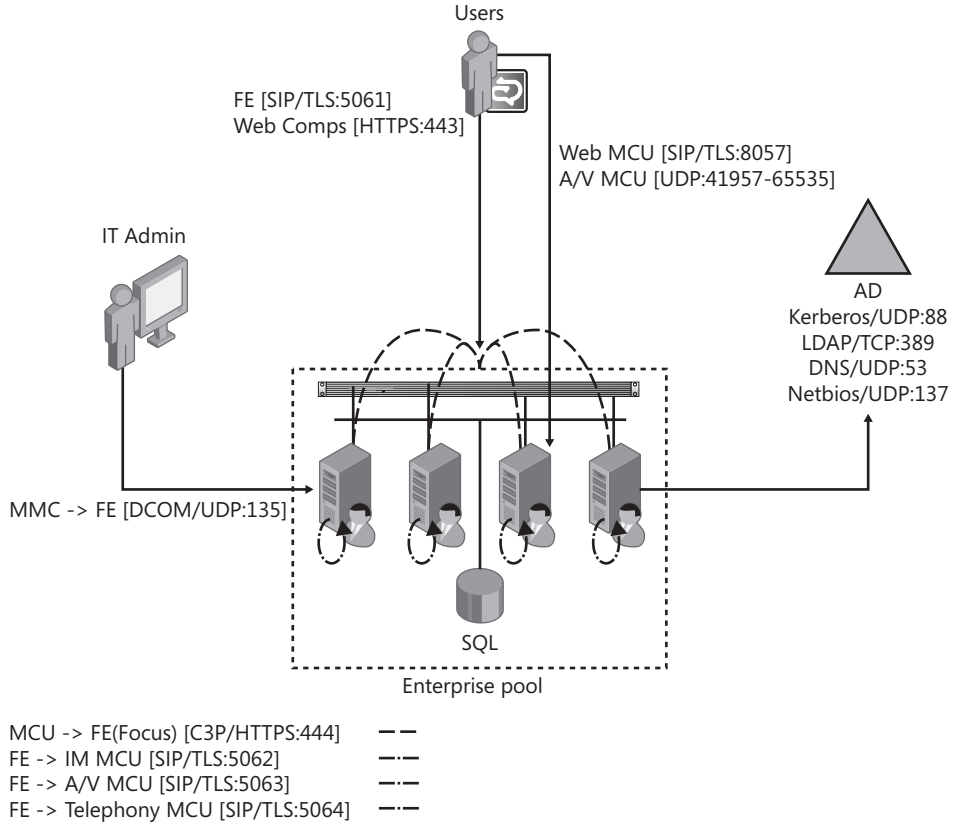 Users
FE [SIP/TLS:5061]
Web Comps [HTTPS:443]
Web MCU [SIP/TLS:8057]
A/V MCU [UDP:41957-65535]
IT Admin
AD
Kerberos/UDP:88
LDAP/TCP:389
DNS/UDP:53
Netbios/UDP:137
MMC -> FE [DCOM/UDP:135]
SQL
Enterprise pool
MCU -> FE(Focus) [C3P/HTTPS:444]
FE -> IM MCU [SIP/TLS:5062]
FE -> A/V MCU [SIP/TLS:5063]
FE -> Telephony MCU [SIP/TLS:5064]